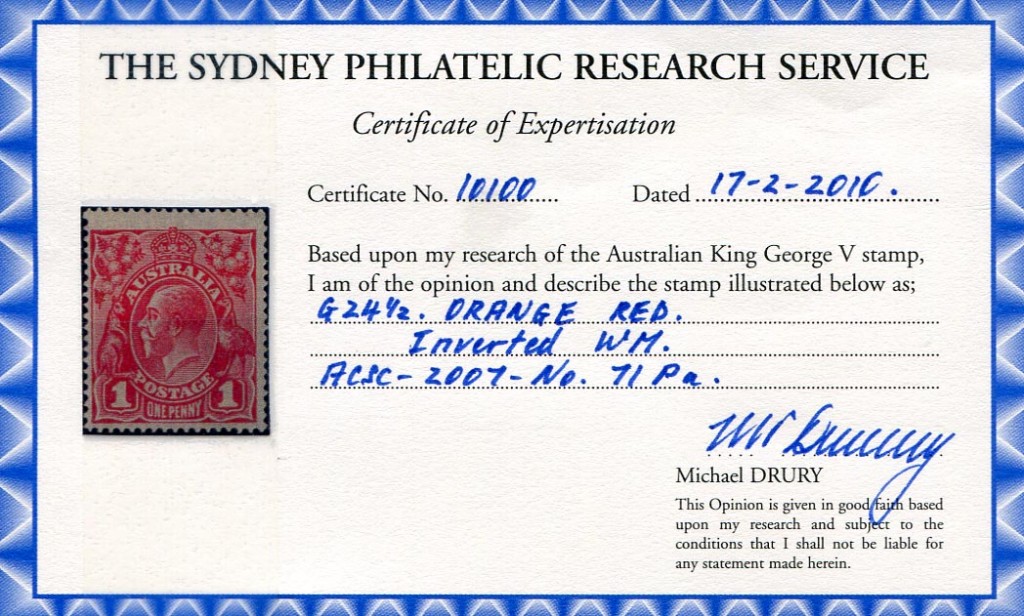 THE SYDNEY PHILATELIC RESEARCH SERVICE
Certificate of Expertisation
Certificate No. 10100 Dated 17-2-2010.
Based upon my research of the Australian King George V stamp,
I am of the opinion and describe the stamp illustrated below as;
G24½. ORANGE RED.
Inverted WM.
ACSC-2007-No. 71Pa.
AUSTRALIA
POSTAGE
1 ONE PENNY 1
Michael DRURY
This Opinion is given in good faith based
upon my research and subject to the
conditions that I shall not be liable for
any statement made herein.